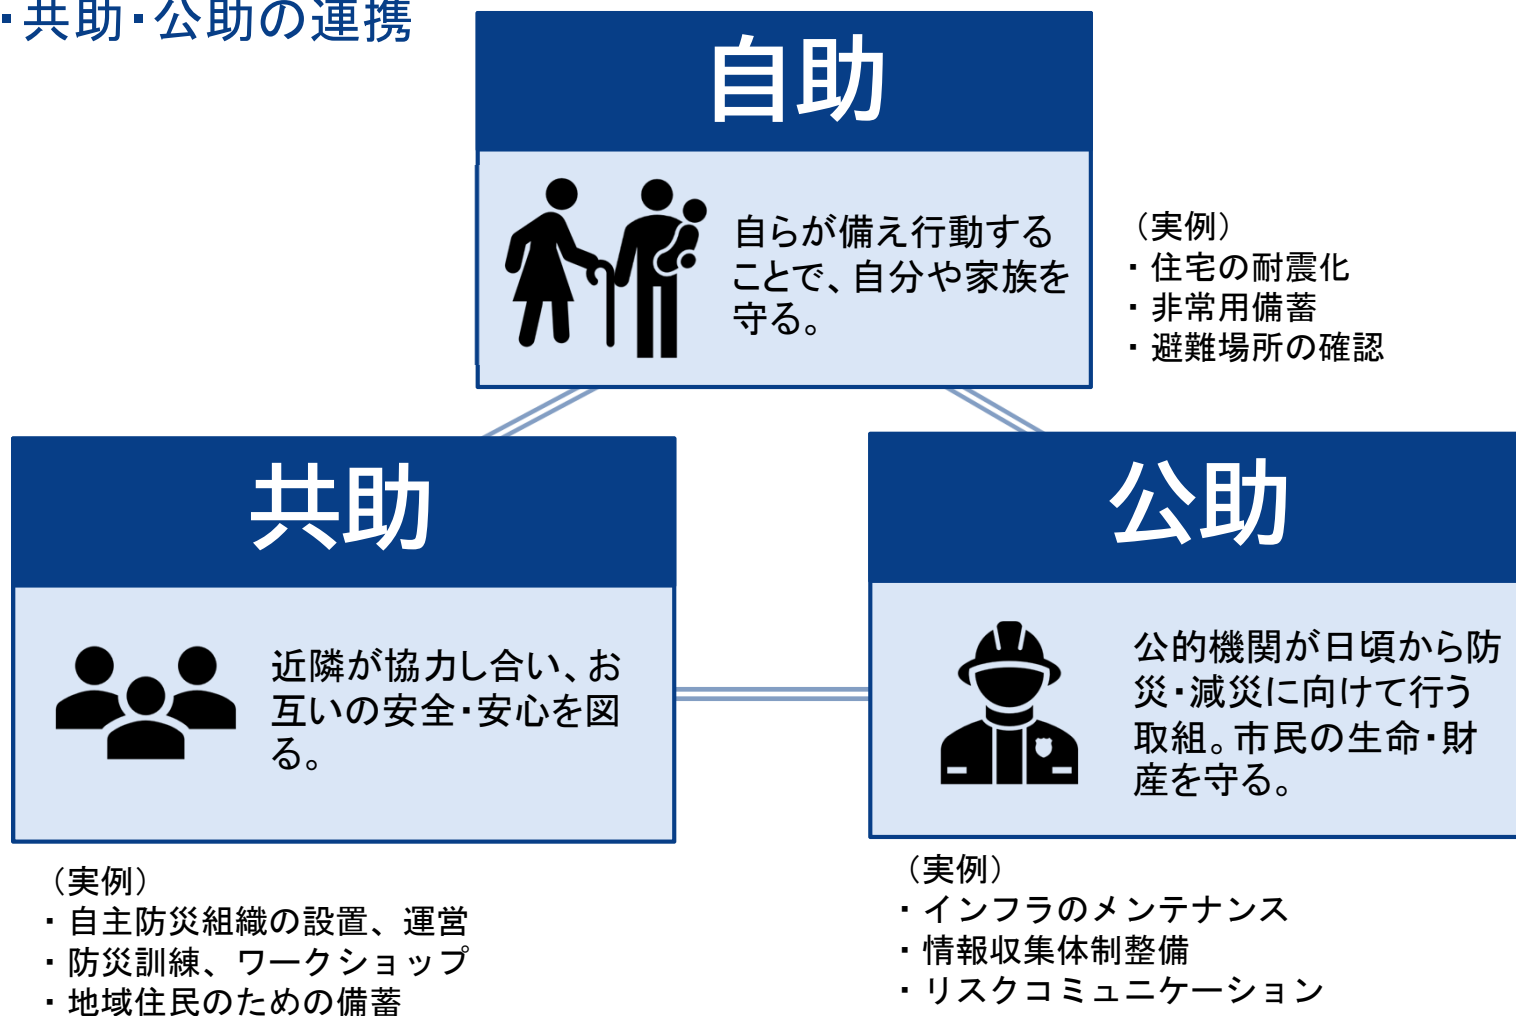 ・共助・公助の連携
自助
自らが備え行動する
ことで、自分や家族を
守る。
（実例）
・住宅の耐震化
・非常用備蓄
・避難場所の確認
共助
近隣が協力し合い、お
互いの安全・安心を図
る。
（実例）
・自主防災組織の設置、運営
・防災訓練、ワークショップ
・地域住民のための備蓄
公助
公的機関が日頃から防
災・減災に向けて行う
取組。市民の生命・財
産を守る。
（実例）
・インフラのメンテナンス
・情報収集体制整備
・リスクコミュニケーション